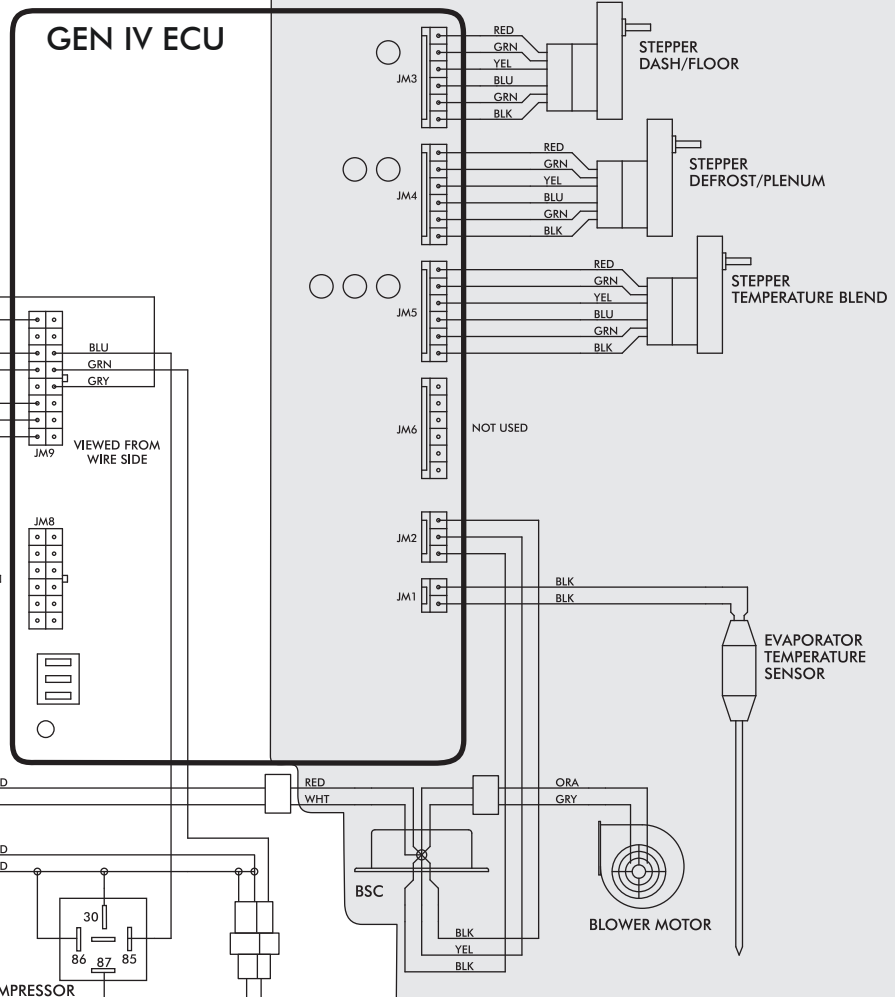 GEN IV ECU
RED
GRN
YEL
BLU
GRN
BLK
JM3
STEPPER
DASH/FLOOR
RED
GRN
YEL
BLU
GRN
BLK
JM4
STEPPER
DEFROST/PLENUM
RED
GRN
YEL
BLU
GRN
BLK
JM5
STEPPER
TEMPERATURE BLEND
BLU
GRN
GRY
JM9
VIEWED FROM
WIRE SIDE
JM6
NOT USED
JM8
JM2
JM1
BLK
BLK
EVAPORATOR
TEMPERATURE
SENSOR
D
RED
WHT
ORA
GRY
D
D
BSC
BLOWER MOTOR
30
86
87
85
BLK
YEL
BLK
MPRESSOR